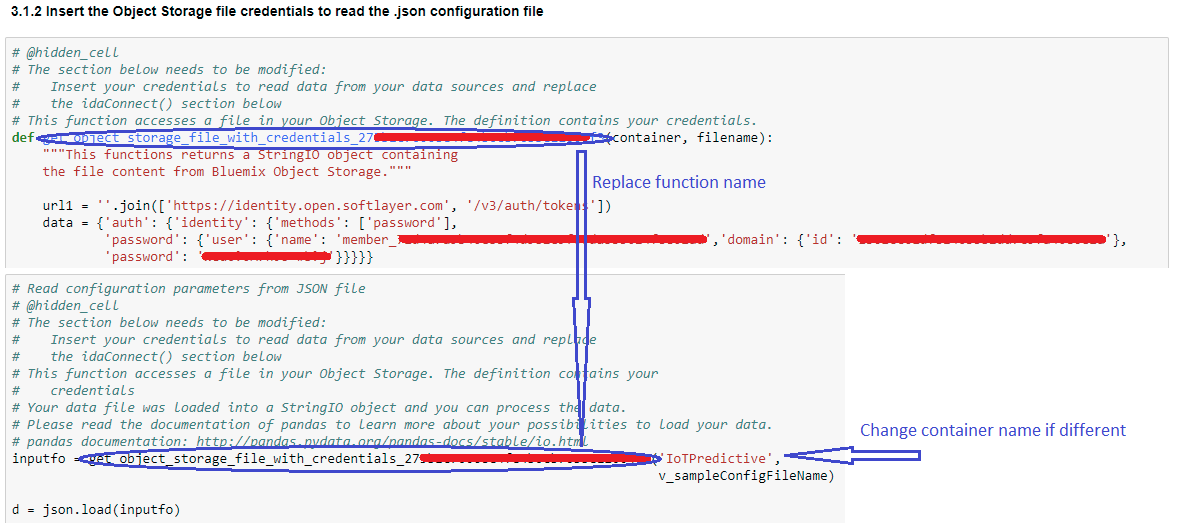 3.1.2 Insert the Object Storage file credentials to read the .json configuration file
# @hidden_cell
# The section below needs to be modified:
#    Insert your credentials to read data from your data sources and replace
#    the idaConnect() section below
# This function accesses a file in your Object Storage. The definition contains your credentials.
def get_object_storage_file_with_credentials_27 (container, filename):
"""This functions returns a StringIO object containing
the file content from Bluemix Object Storage."""
Replace function name
url1 = ''.join(['https://identity.open.softlayer.com', '/v3/auth/tokens'])
data = {'auth': {'identity': {'methods': ['password'],
'password': {'user': {'name': 'member_ ','domain': {'id': ' '},
'password': ' '}}}}}
# Read configuration parameters from JSON file
# @hidden_cell
# The section below needs to be modified:
#    Insert your credentials to read data from your data sources and replace
#    the idaConnect() section below
# This function accesses a file in your Object Storage. The definition contains your
#    credentials
# Your data file was loaded into a StringIO object and you can process the data.
# Please read the documentation of pandas to learn more about your possibilities to load your data.
# pandas documentation: http://pandas.pydata.org/pandas-docs/stable/io.html
Change container name if different
inputfo = get_object_storage_file_with_credentials_279 ('IoTPredictive',
v_sampleConfigFileName)
d = json.load(inputfo)